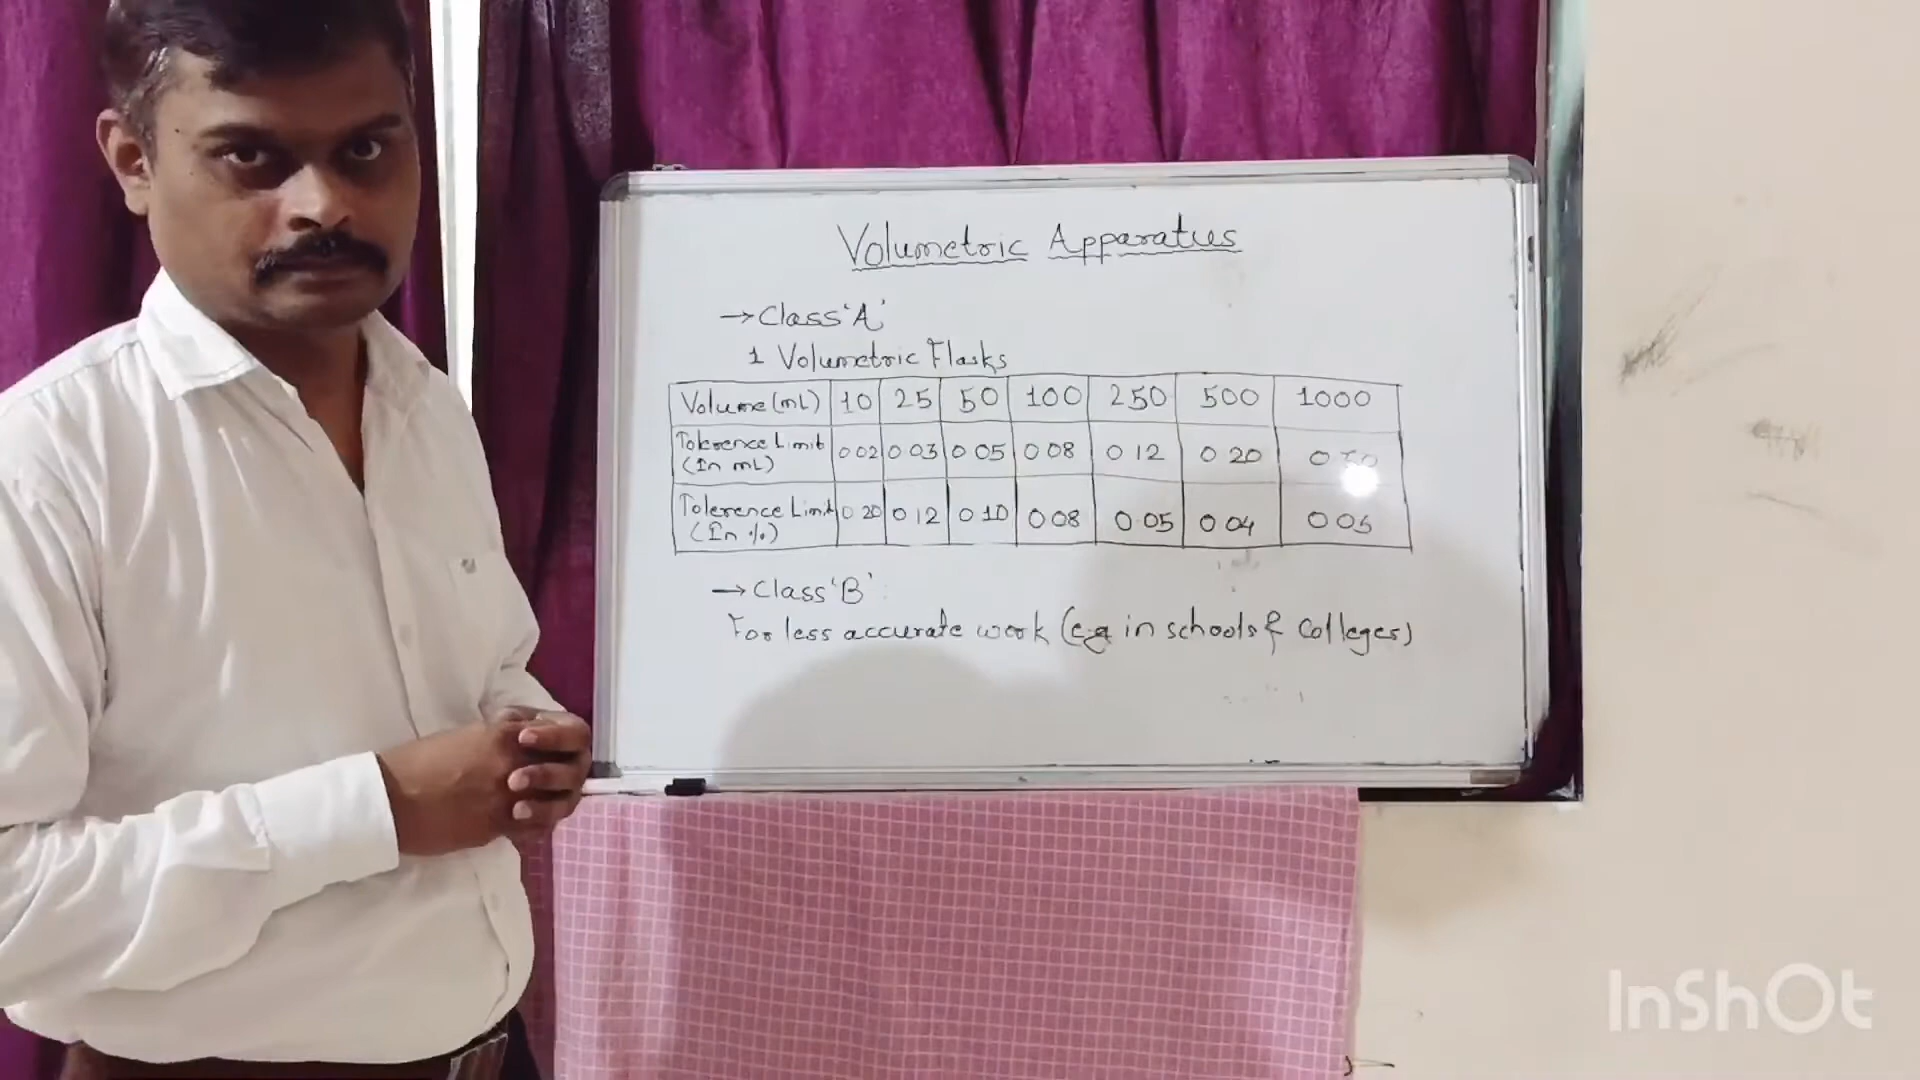 Volumetric Apparatus
→ Class 'A'
1 Volumetric Flasks
Volume (mL) 10 25 50 100 250 500 1000
Tolerence Limit (In mL) 0 02 0 03 0 05 0 08 0 12 0 20
Tolerence Limit (In %) 0 20 0 12 0 10 0 08 0.05 0 04
→ Class 'B'
For less accurate work (e.g in schools & Colleges)
InShOt